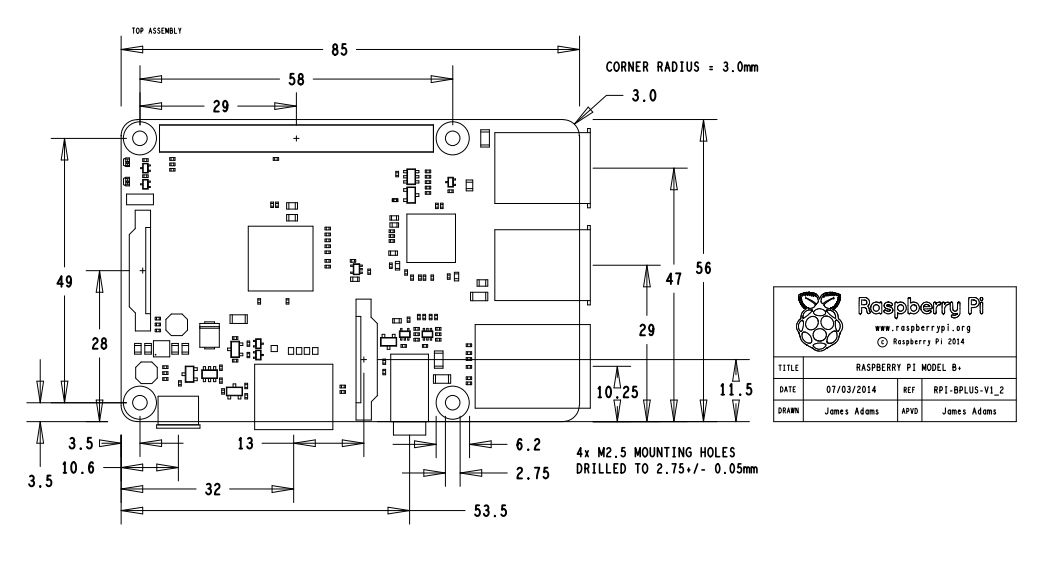 TOP ASSEMBLY
85
CORNER RADIUS = 3.0mm
58
3.0
29
49
47
56
28
29
10.25
11.5
3.5
13
6.2
10.6
2.75
3.5
32
53.5
4x M2.5 MOUNTING HOLES
DRILLED TO 2.75+/- 0.05mm
Raspberry Pi
www.raspberrypi.org
© Raspberry Pi 2014
TITLE RASPBERRY PI MODEL B+
DATE 07/03/2014 REF RPI-BPLUS-V1_2
DRAWN James Adams APVD James Adams